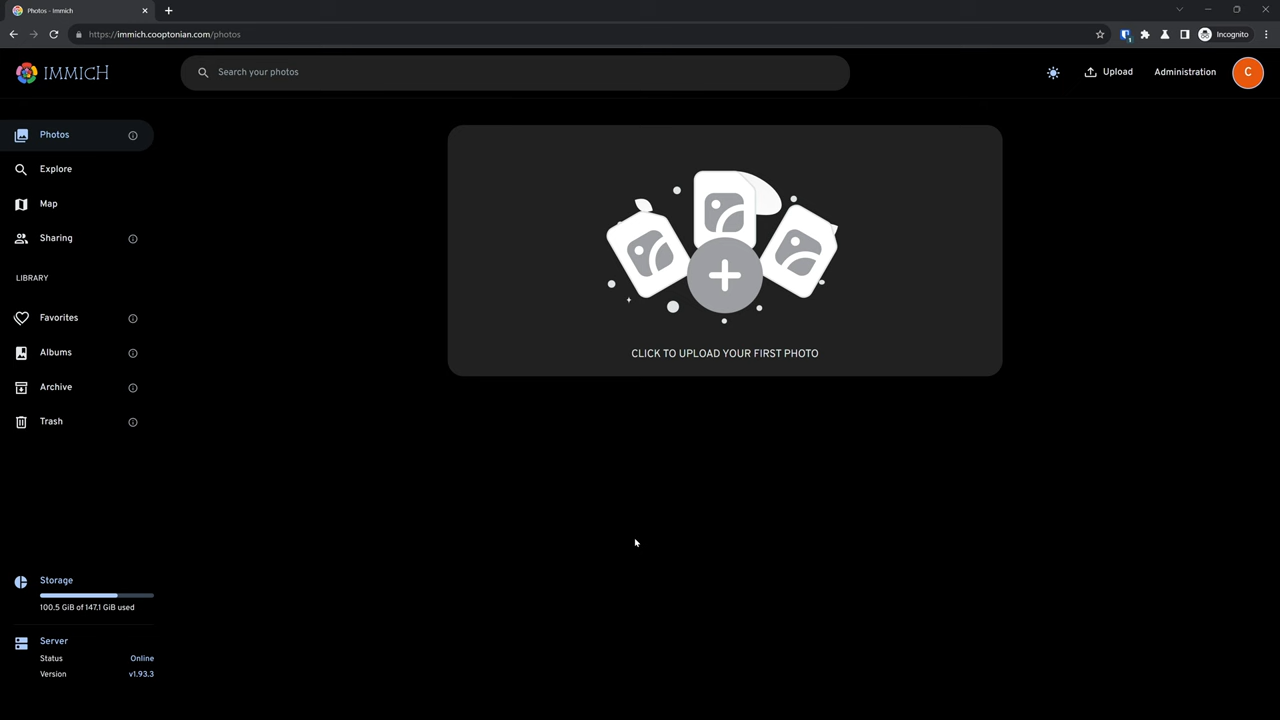 Photos - Immich
https://immich.cooptonian.com/photos
1
Incognito
IMMICH
Search your photos
Upload
Administration
C
Photos
Explore
Map
Sharing
LIBRARY
Favorites
Albums
Archive
Trash
CLICK TO UPLOAD YOUR FIRST PHOTO
Storage
100.5 GiB of 147.1 GiB used
Server
Status Online
Version v1.93.3